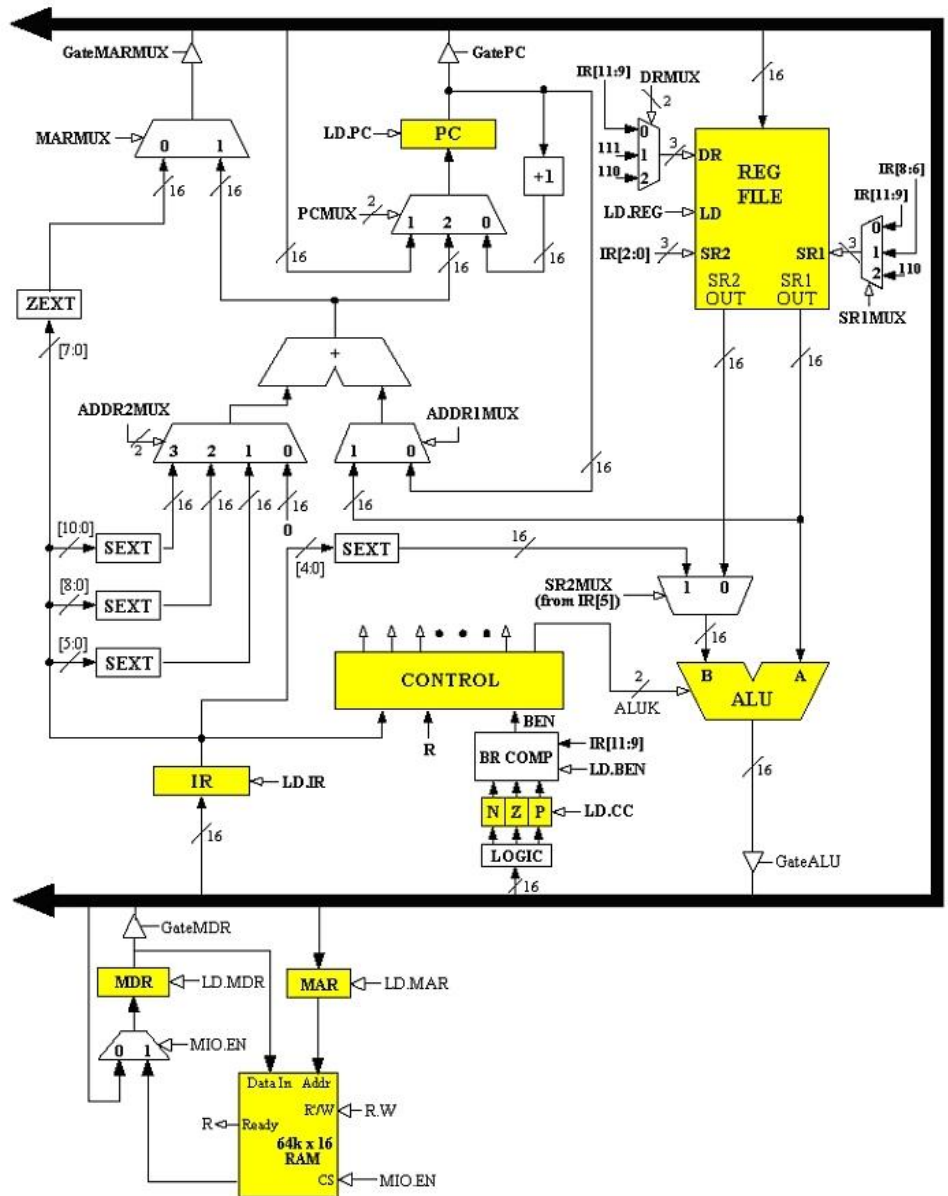 GateMARMUX
GatePC
MARMUX
0 1
16
16
LD.PC
PC
+1
PCMUX
2
1 2 0
16
16
16
IR[11:9]
DRMUX
2
0
111
1
110
2
3
DR
16
REG
FILE
LD.REG
LD
IR[2:0]
3
SR2
SR1
SR2
OUT
SR1
OUT
IR[8:6]
IR[11:9]
0
3
1
2
110
SR1MUX
ZEXT
[7:0]
+
16
16
ADDR2MUX
2
3 2 1 0
ADDR1MUX
1 0
16
16
16
16
16
0
16
16
[10:0]
SEXT
[8:0]
SEXT
[5:0]
SEXT
[4:0]
SEXT
16
SR2MUX
(from IR[5])
1 0
16
B A
ALU
2
ALUK
16
GateALU
CONTROL
R
BEN
BR COMP
IR[11:9]
LD.BEN
N Z P
LD.CC
LOGIC
16
IR
LD.IR
16
GateMDR
MDR
LD.MDR
MAR
LD.MAR
0 1
MIO.EN
Data In Addr
R'/W
R.W
R
Ready
64k x 16
RAM
CS
MIO.EN